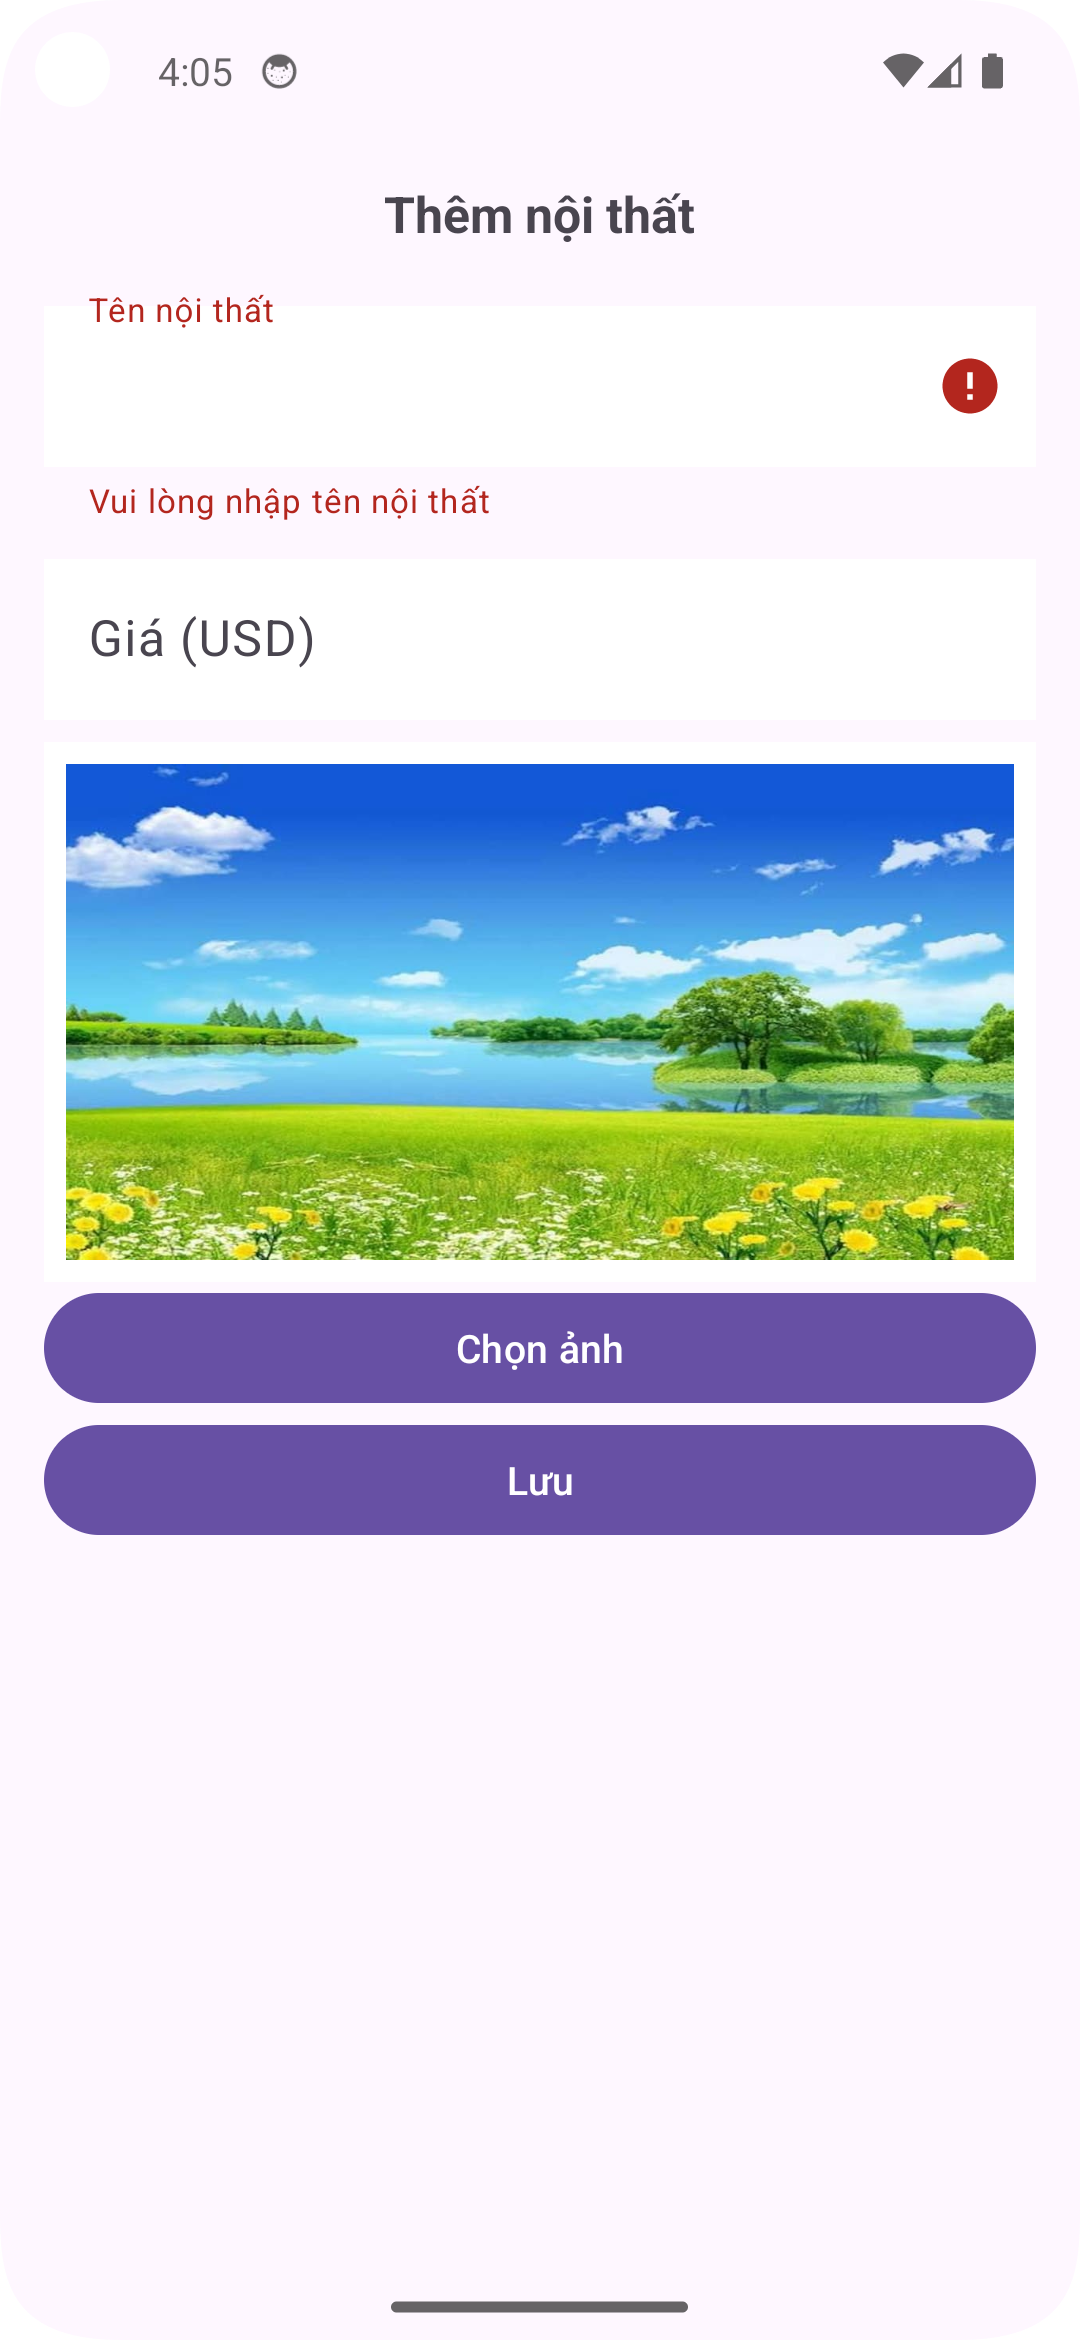 4:05
Thêm nội thất
Tên nội thất
Vui lòng nhập tên nội thất
Giá (USD)
Chọn ảnh
Lưu